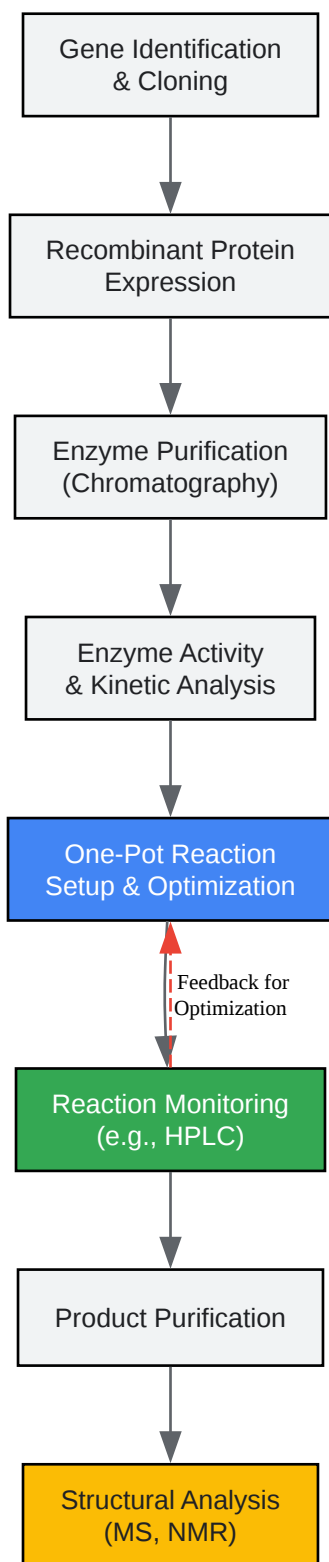 Gene Identification
& Cloning
Recombinant Protein
Expression
Enzyme Purification
(Chromatography)
Enzyme Activity
& Kinetic Analysis
One-Pot Reaction
Setup & Optimization
Feedback for
Optimization
Reaction Monitoring
(e.g., HPLC)
Product Purification
Structural Analysis
(MS, NMR)